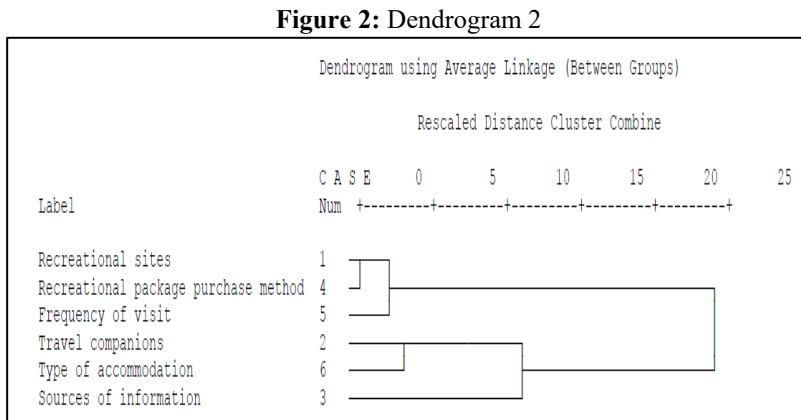 Figure 2: Dendrogram 2
Dendrogram using Average Linkage (Between Groups)
Rescaled Distance Cluster Combine
C A S E 0 5 10 15 20 25
Label Num +---------+---------+---------+---------+---------+
Recreational sites 1
Recreational package purchase method 4
Frequency of visit 5
Travel companions 2
Type of accommodation 6
Sources of information 3